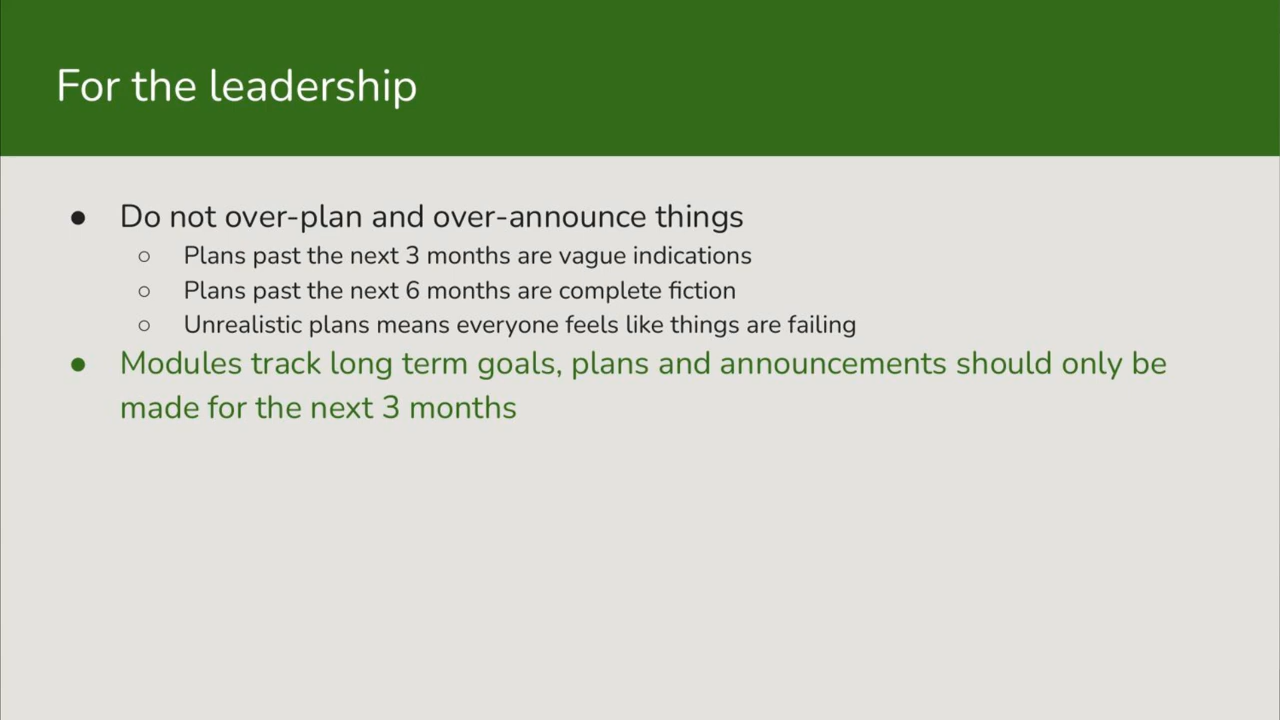 For the leadership
● Do not over-plan and over-announce things
○ Plans past the next 3 months are vague indications
○ Plans past the next 6 months are complete fiction
○ Unrealistic plans means everyone feels like things are failing
● Modules track long term goals, plans and announcements should only be
made for the next 3 months